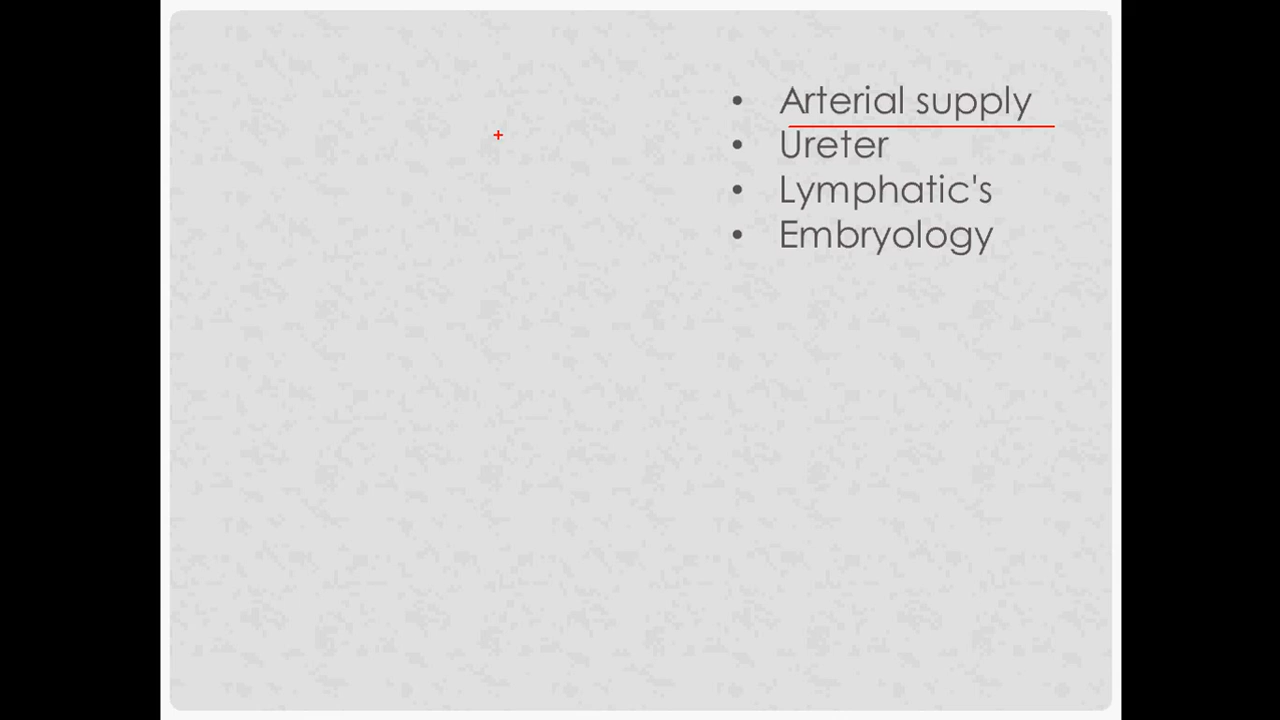 • Arterial supply
• Ureter
• Lymphatic's
• Embryology